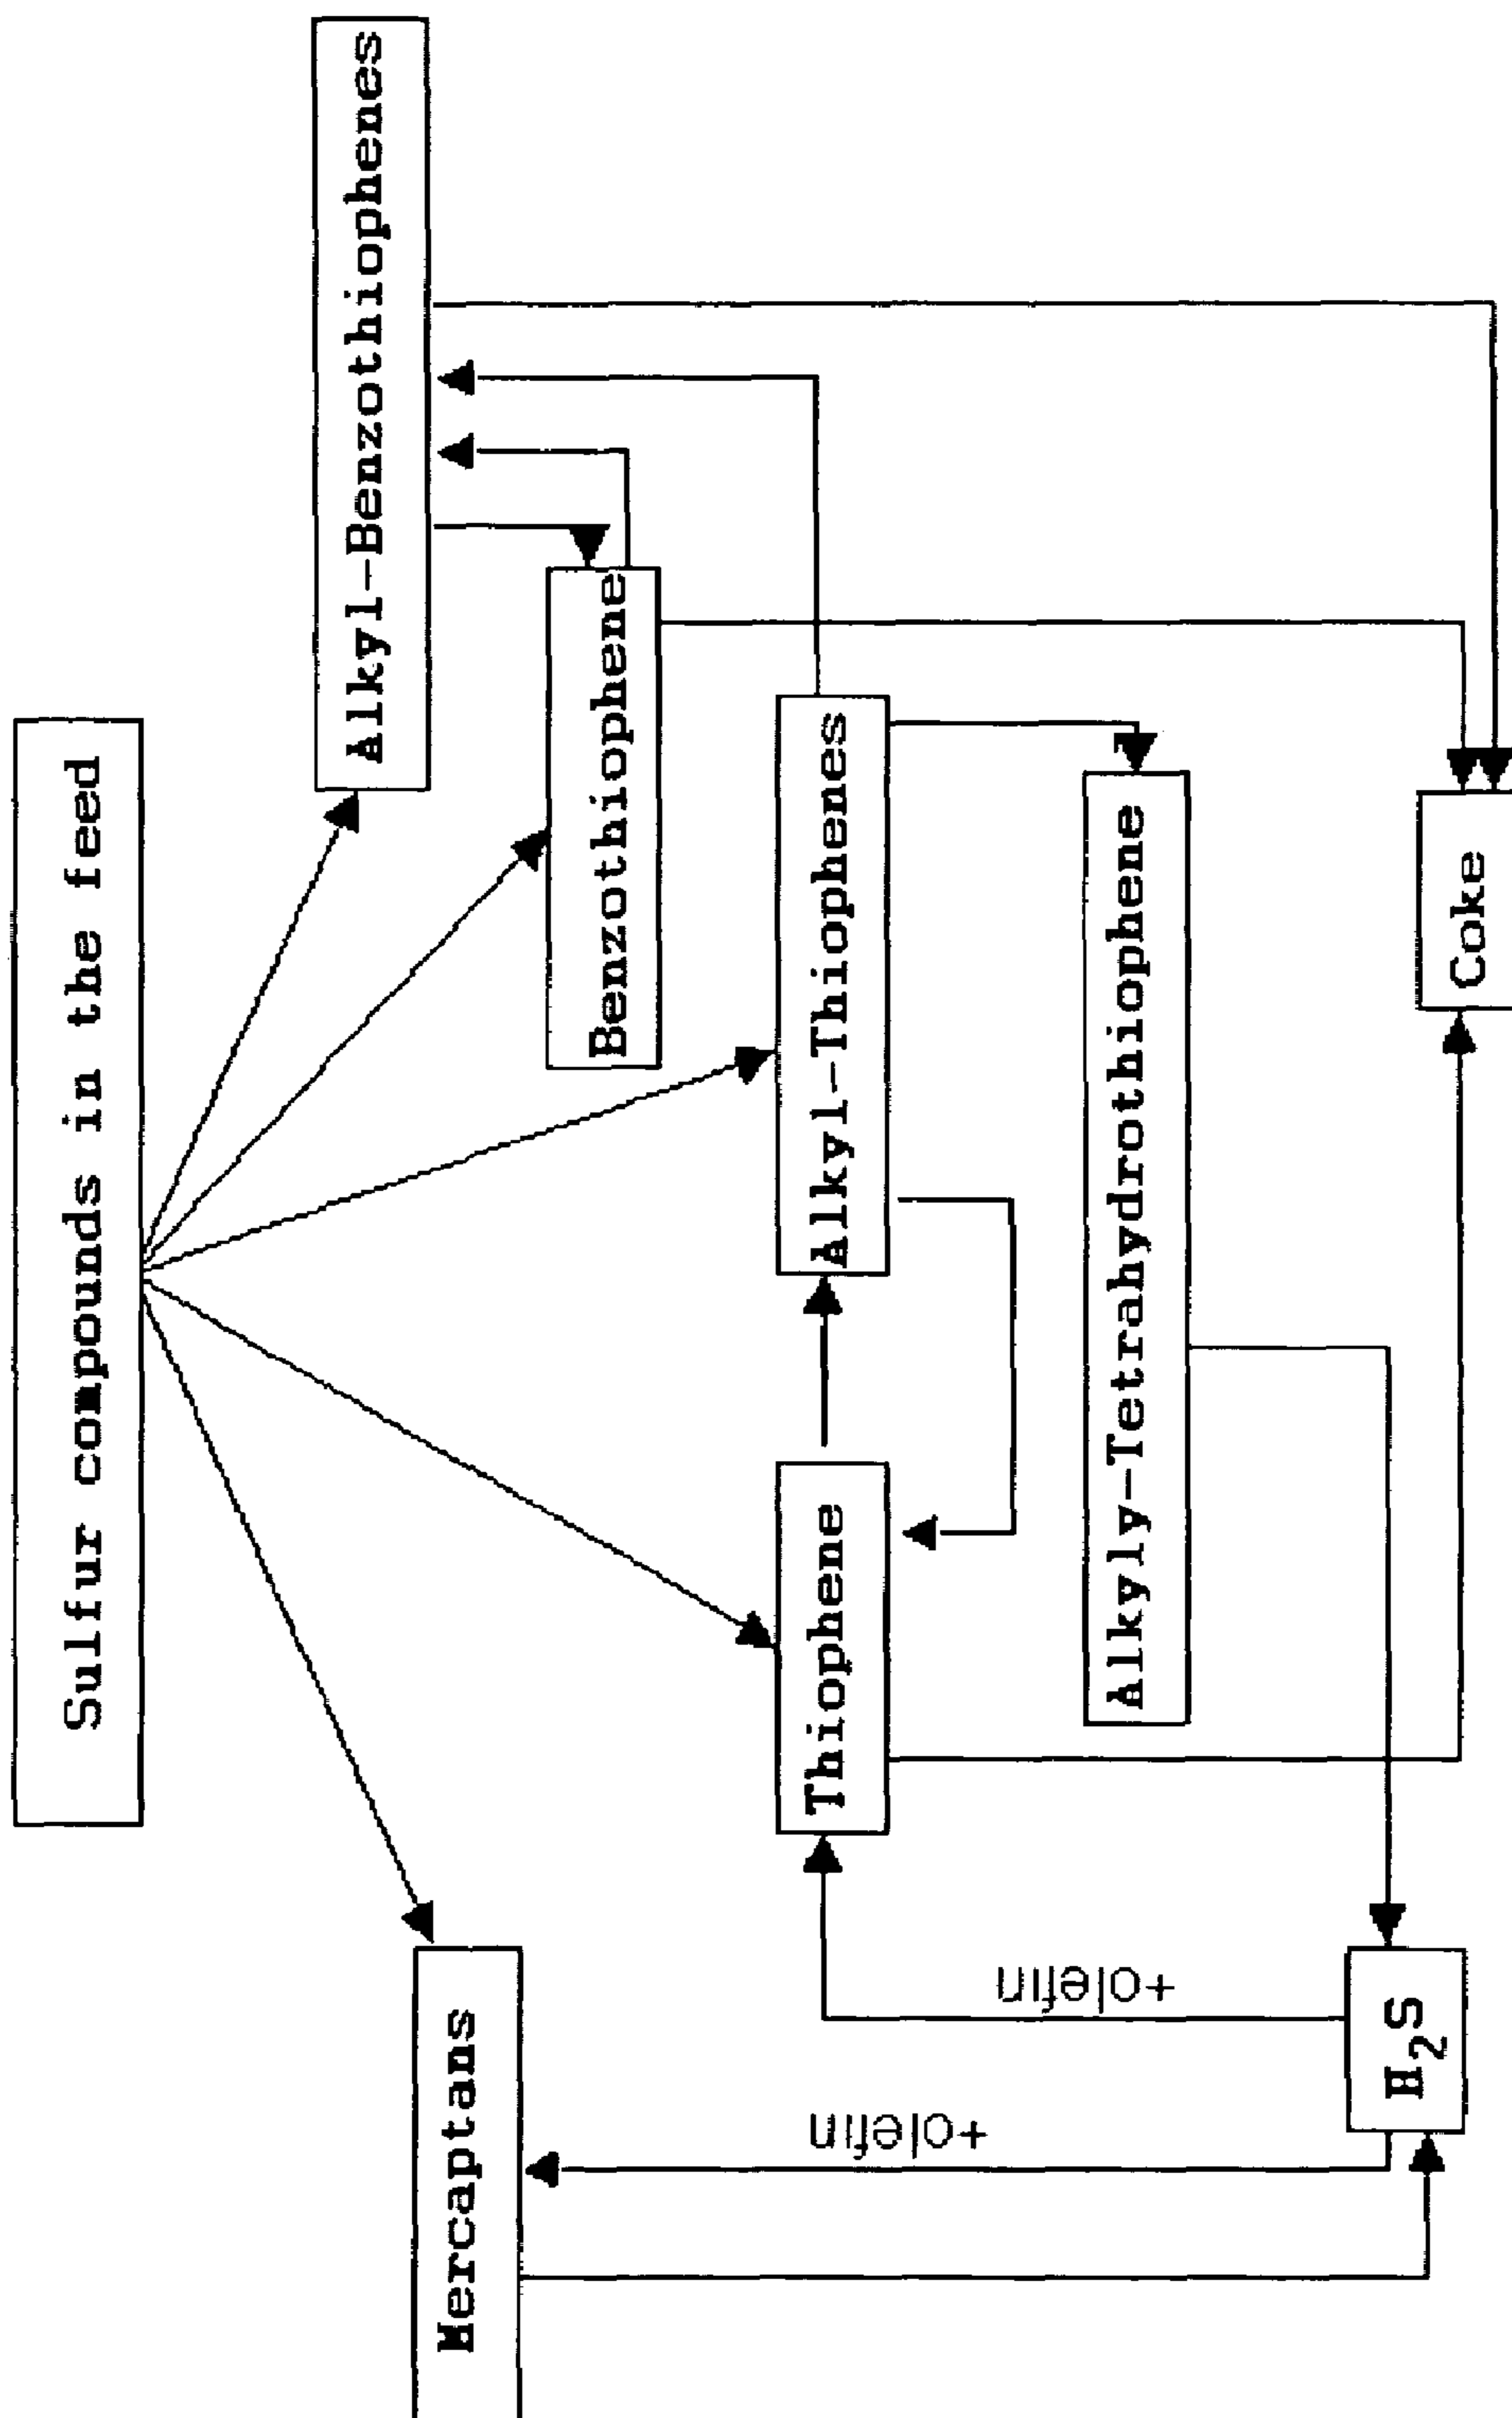 Sulfur compounds in the feed
Alkyl-Benzothiophenes
Mercaptans
Benzothiophene
Thiophene
Alkyl-Thiophenes
+olefin
+olefin
Alkyly-Tetrahydrothiophene
H₂S
Coke